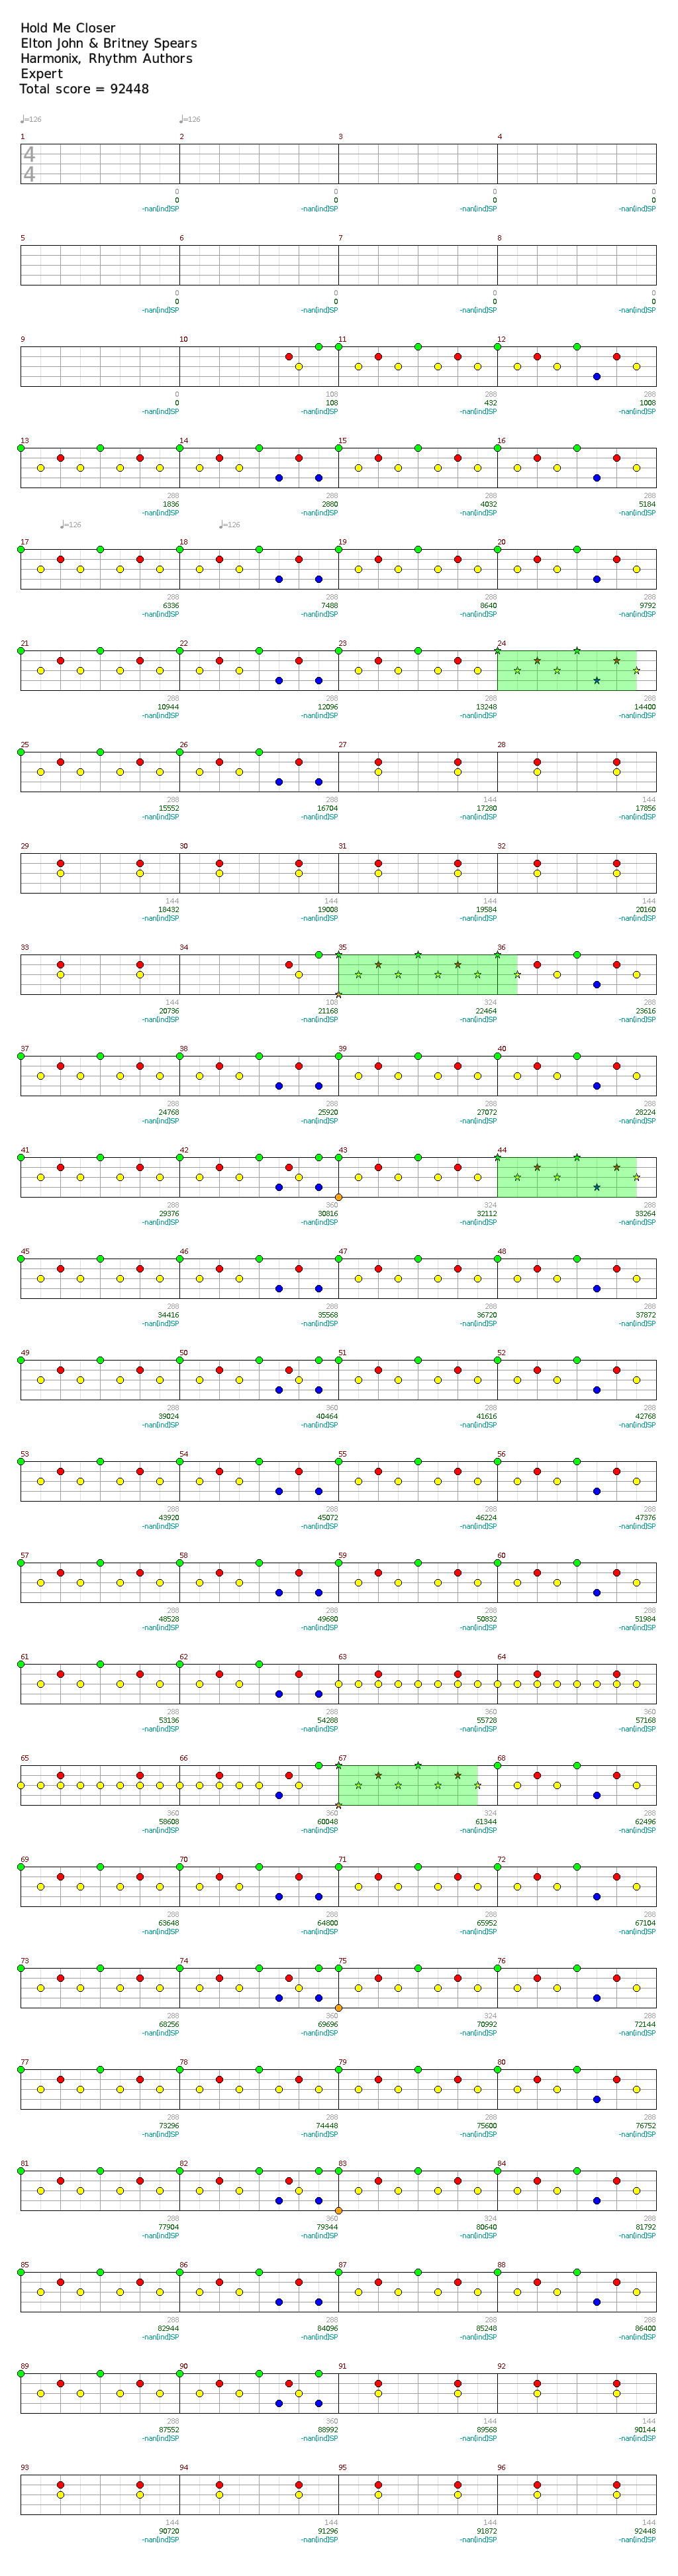 Hold Me Closer
Elton John & Britney Spears
Harmonix, Rhythm Authors
Expert
Total score = 92448
♩=126 ♩=126
1 2 3 4
4
4
0 0 0 0
0 0 0 0
-nan[ind]SP -nan[ind]SP -nan[ind]SP -nan[ind]SP
5 6 7 8
0 0 0 0
0 0 0 0
-nan[ind]SP -nan[ind]SP -nan[ind]SP -nan[ind]SP
9 10 11 12
0 108 288 288
0 108 432 1008
-nan[ind]SP -nan[ind]SP -nan[ind]SP -nan[ind]SP
13 14 15 16
288 288 288 288
1836 2880 4032 5184
-nan[ind]SP -nan[ind]SP -nan[ind]SP -nan[ind]SP
♩=126 ♩=126
17 18 19 20
288 288 288 288
6336 7488 8640 9792
-nan[ind]SP -nan[ind]SP -nan[ind]SP -nan[ind]SP
21 22 23 24
288 288 288 288
10944 12096 13248 14400
-nan[ind]SP -nan[ind]SP -nan[ind]SP -nan[ind]SP
25 26 27 28
288 288 144 144
15552 16704 17280 17856
-nan[ind]SP -nan[ind]SP -nan[ind]SP -nan[ind]SP
29 30 31 32
144 144 144 144
18432 19008 19584 20160
-nan[ind]SP -nan[ind]SP -nan[ind]SP -nan[ind]SP
33 34 35 36
144 108 324 288
20736 21168 22464 23616
-nan[ind]SP -nan[ind]SP -nan[ind]SP -nan[ind]SP
37 38 39 40
288 288 288 288
24768 25920 27072 28224
-nan[ind]SP -nan[ind]SP -nan[ind]SP -nan[ind]SP
41 42 43 44
288 360 324 288
29376 30816 32112 33264
-nan[ind]SP -nan[ind]SP -nan[ind]SP -nan[ind]SP
45 46 47 48
288 288 288 288
34416 35568 36720 37872
-nan[ind]SP -nan[ind]SP -nan[ind]SP -nan[ind]SP
49 50 51 52
288 360 288 288
39024 40464 41616 42768
-nan[ind]SP -nan[ind]SP -nan[ind]SP -nan[ind]SP
53 54 55 56
288 288 288 288
43920 45072 46224 47376
-nan[ind]SP -nan[ind]SP -nan[ind]SP -nan[ind]SP
57 58 59 60
288 288 288 288
48528 49680 50832 51984
-nan[ind]SP -nan[ind]SP -nan[ind]SP -nan[ind]SP
61 62 63 64
288 288 360 360
53136 54288 55728 57168
-nan[ind]SP -nan[ind]SP -nan[ind]SP -nan[ind]SP
65 66 67 68
360 360 324 288
58608 60048 61344 62496
-nan[ind]SP -nan[ind]SP -nan[ind]SP -nan[ind]SP
69 70 71 72
288 288 288 288
63648 64800 65952 67104
-nan[ind]SP -nan[ind]SP -nan[ind]SP -nan[ind]SP
73 74 75 76
288 360 324 288
68256 69696 70992 72144
-nan[ind]SP -nan[ind]SP -nan[ind]SP -nan[ind]SP
77 78 79 80
288 288 288 288
73296 74448 75600 76752
-nan[ind]SP -nan[ind]SP -nan[ind]SP -nan[ind]SP
81 82 83 84
288 360 324 288
77904 79344 80640 81792
-nan[ind]SP -nan[ind]SP -nan[ind]SP -nan[ind]SP
85 86 87 88
288 288 288 288
82944 84096 85248 86400
-nan[ind]SP -nan[ind]SP -nan[ind]SP -nan[ind]SP
89 90 91 92
288 360 144 144
87552 88992 89568 90144
-nan[ind]SP -nan[ind]SP -nan[ind]SP -nan[ind]SP
93 94 95 96
144 144 144 144
90720 91296 91872 92448
-nan[ind]SP -nan[ind]SP -nan[ind]SP -nan[ind]SP